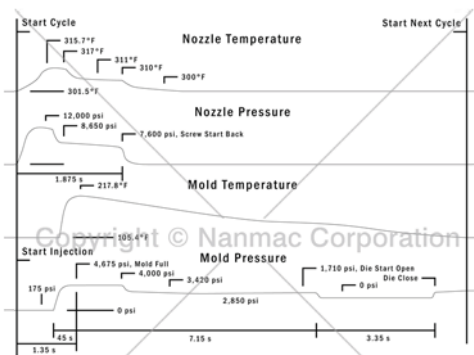 Start Cycle
Start Next Cycle
315.7°F
Nozzle Temperature
317°F
311°F
310°F
300°F
301.5°F
Nozzle Pressure
12,000 psi
8,650 psi
7,600 psi, Screw Start Back
1.875 s
Mold Temperature
217.8°F
105.4°F
Copyright © Nanmac Corporation
Start Injection
Mold Pressure
4,675 psi, Mold Full
4,000 psi
1,710 psi, Die Start Open
Die Close
3,420 psi
175 psi
0 psi
2,850 psi
0 psi
45 s
7.15 s
3.35 s
1.35 s